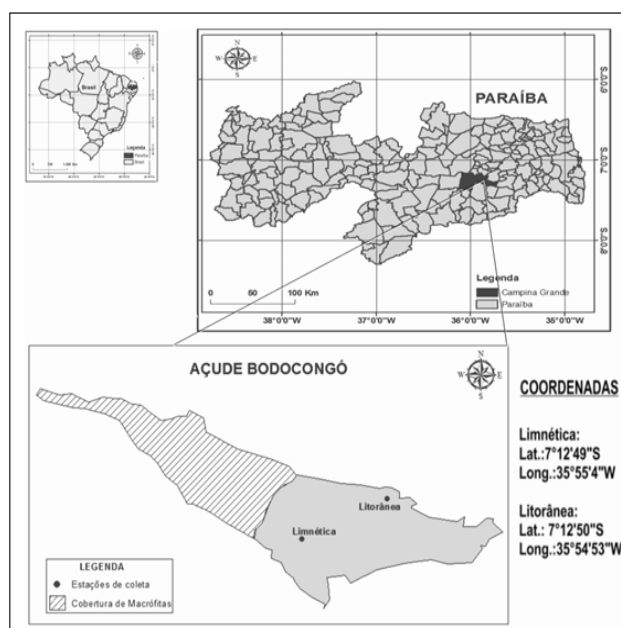 Brasil
Legenda
Paraíba
Brasil
N
W
E
S
PARAÍBA
6°0'0"S
7°0'0"S
8°0'0"S
Legenda
Campina Grande
Paraíba
0 50 100 Km
38°0'0"W 37°0'0"W 36°0'0"W 35°0'0"W
AÇUDE BODOCONGÓ
N
W
E
S
Litorânea
Limnética
LEGENDA
Estações de coleta
Cobertura de Macrófitas
COORDENADAS
Limnética:
Lat.:7°12'49"S
Long.:35°55'4"W
Litorânea:
Lat.: 7°12'50"S
Long.:35°54'53"W